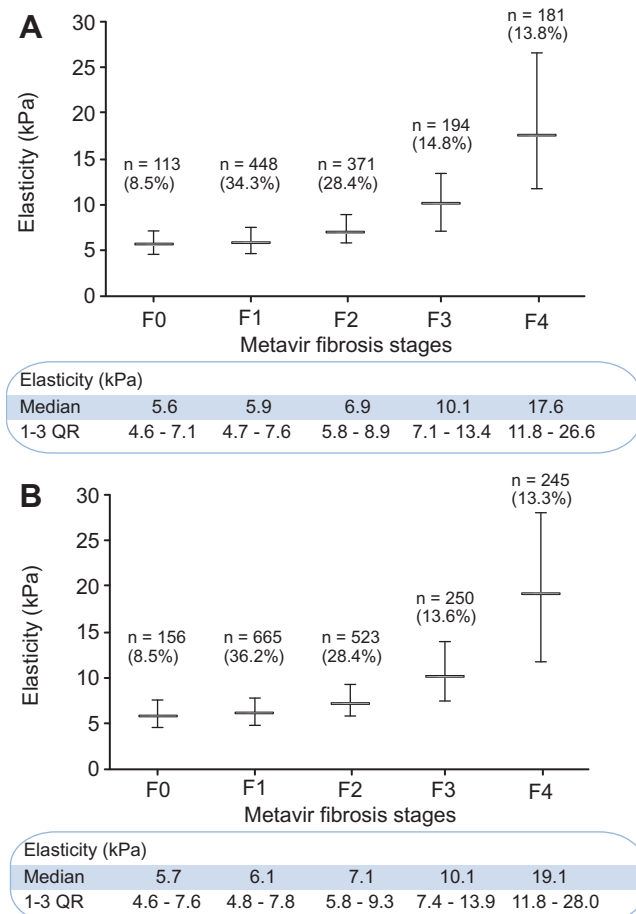 A
30
25
20
15
10
5
0
Elasticity (kPa)
n = 113
(8.5%)
n = 448
(34.3%)
n = 371
(28.4%)
n = 194
(14.8%)
n = 181
(13.8%)
F0 F1 F2 F3 F4
Metavir fibrosis stages
Elasticity (kPa)
Median 5.6 5.9 6.9 10.1 17.6
1-3 QR 4.6 - 7.1 4.7 - 7.6 5.8 - 8.9 7.1 - 13.4 11.8 - 26.6
B
30
25
20
15
10
5
0
Elasticity (kPa)
n = 156
(8.5%)
n = 665
(36.2%)
n = 523
(28.4%)
n = 250
(13.6%)
n = 245
(13.3%)
F0 F1 F2 F3 F4
Metavir fibrosis stages
Elasticity (kPa)
Median 5.7 6.1 7.1 10.1 19.1
1-3 QR 4.6 - 7.6 4.8 - 7.8 5.8 - 9.3 7.4 - 13.9 11.8 - 28.0